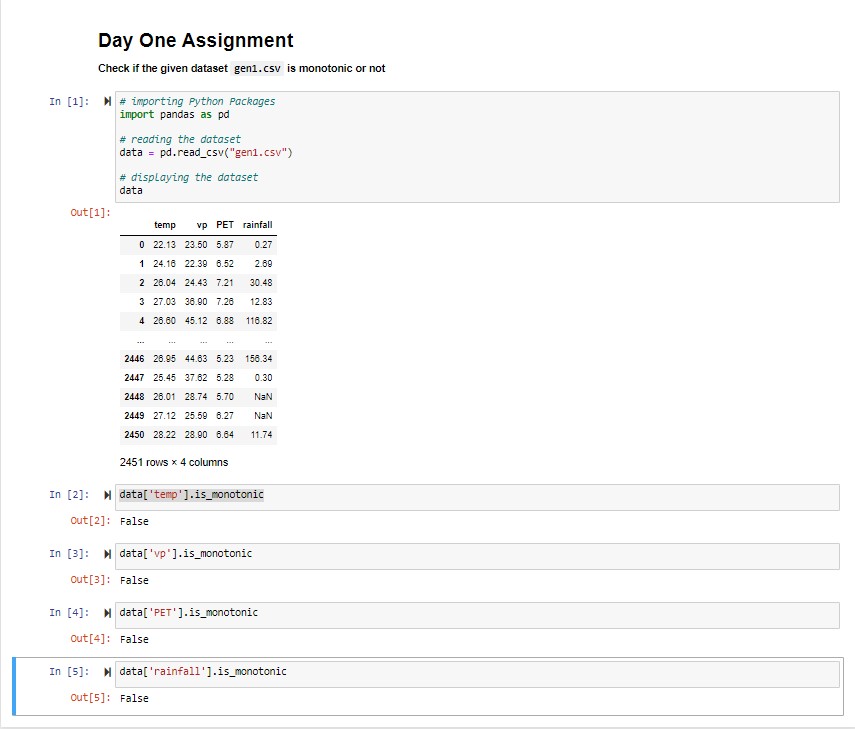 Day One Assignment
Check if the given dataset gen1.csv is monotonic or not
In [1]: # importing Python Packages
import pandas as pd
# reading the dataset
data = pd.read_csv("gen1.csv")
# displaying the dataset
data
Out[1]:
temp vp PET rainfall
0 22.13 23.50 5.87 0.27
1 24.16 22.39 6.52 2.69
2 26.04 24.43 7.21 30.48
3 27.03 36.90 7.26 12.83
4 26.60 45.12 6.88 116.82
... ... ... ... ...
2446 26.95 44.63 5.23 156.34
2447 25.45 37.62 5.28 0.30
2448 26.01 28.74 5.70 NaN
2449 27.12 25.59 6.27 NaN
2450 28.22 28.90 6.64 11.74
2451 rows × 4 columns
In [2]: data['temp'].is_monotonic
Out[2]: False
In [3]: data['vp'].is_monotonic
Out[3]: False
In [4]: data['PET'].is_monotonic
Out[4]: False
In [5]: data['rainfall'].is_monotonic
Out[5]: False